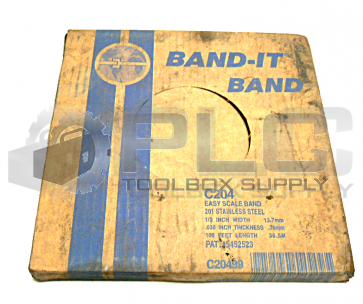 BAND-IT
BAND
PLC
TOOLBOX SUPPLY
C204
EASY SCALE BAND
201 STAINLESS STEEL
1/2 INCH WIDTH 12.7mm
.030 INCH THICKNESS .76mm
100 FEET LENGTH 30.5M
PAT.
C20499